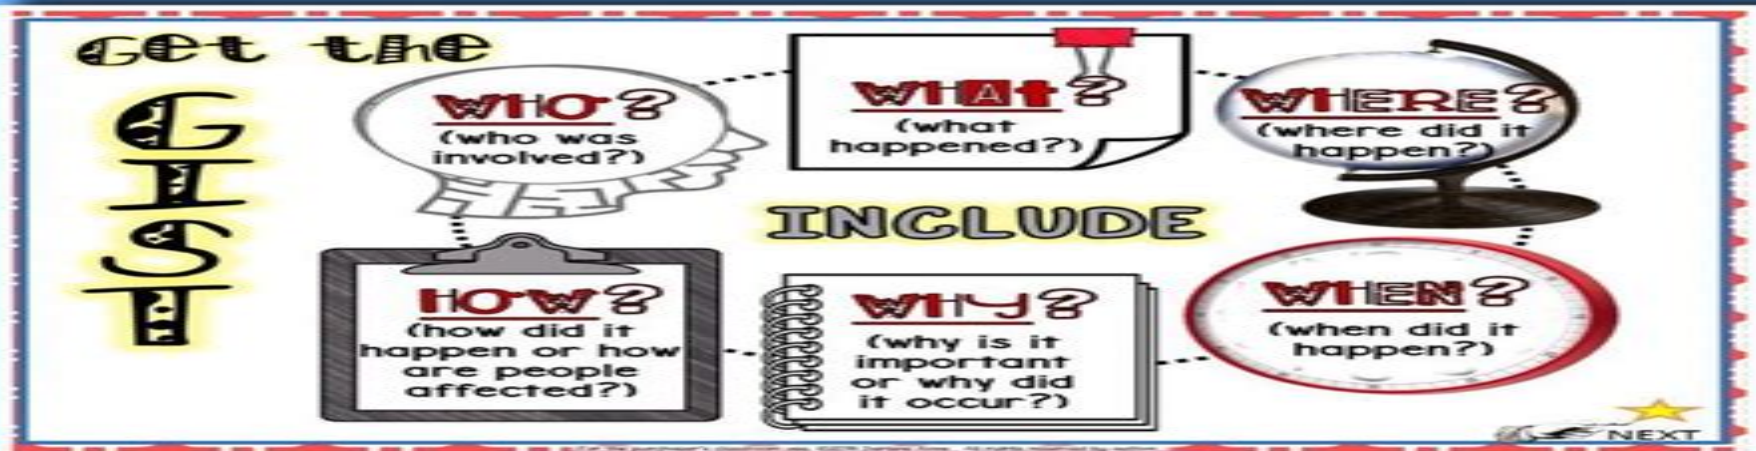 Get the
GIST
WHO?
(who was
involved?)
WHAt?
(what
happened?)
WHERE?
(where did it
happen?)
INCLUDE
HOW?
(how did it
happen or how
are people
affected?)
WHY?
(why is it
important
or why did
it occur?)
WHEN?
(when did it
happen?)
NEXT